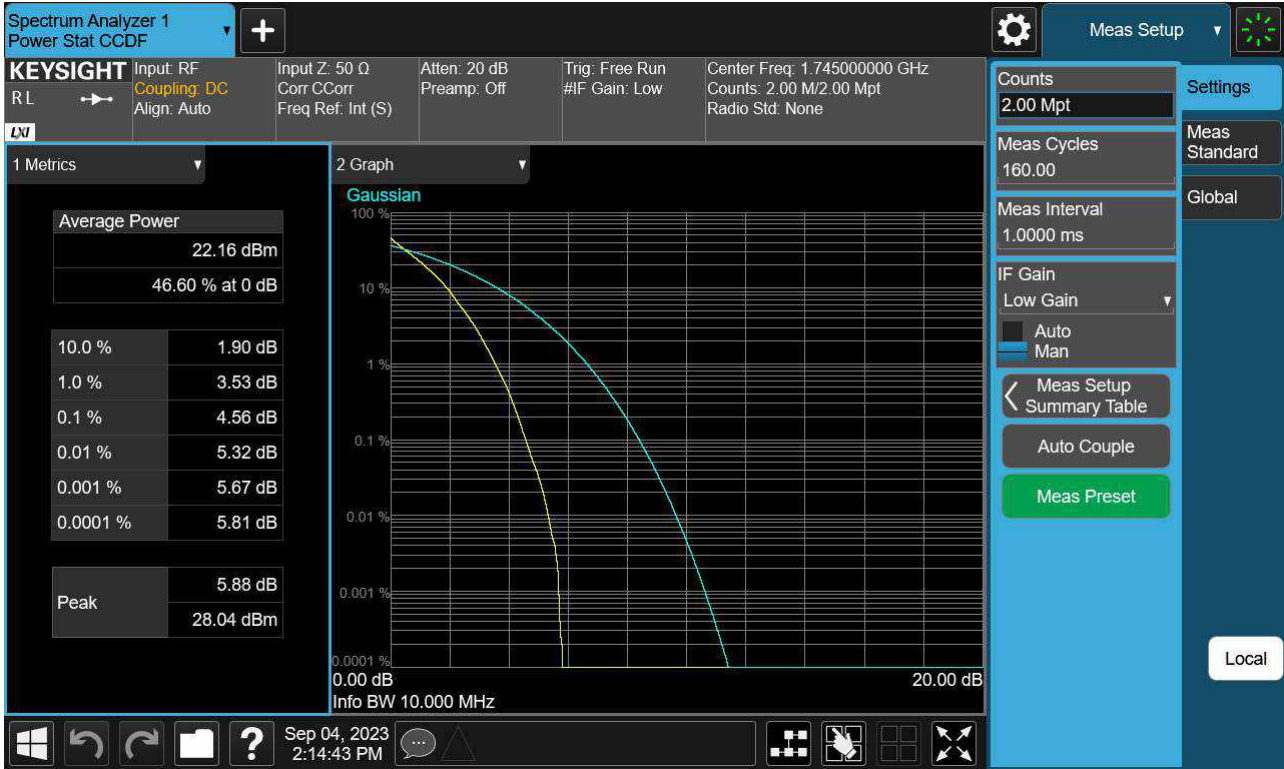 Spectrum Analyzer 1
Power Stat CCDF
+
Meas Setup
KEYSIGHT
R L
LXI
Input: RF
Coupling: DC
Align: Auto
Input Z: 50 Ω
Corr CCorr
Freq Ref: Int (S)
Atten: 20 dB
Preamp: Off
Trig: Free Run
#IF Gain: Low
Center Freq: 1.745000000 GHz
Counts: 2.00 M/2.00 Mpt
Radio Std: None
1 Metrics
Average Power
22.16 dBm
46.60 % at 0 dB
10.0 % 1.90 dB
1.0 % 3.53 dB
0.1 % 4.56 dB
0.01 % 5.32 dB
0.001 % 5.67 dB
0.0001 % 5.81 dB
Peak
5.88 dB
28.04 dBm
2 Graph
Gaussian
100 %
10 %
1 %
0.1 %
0.01 %
0.001 %
0.0001 %
0.00 dB 20.00 dB
Info BW 10.000 MHz
Counts
2.00 Mpt
Meas Cycles
160.00
Meas Interval
1.0000 ms
IF Gain
Low Gain
Auto
Man
Meas Setup
Summary Table
Auto Couple
Meas Preset
Settings
Meas
Standard
Global
Local
?
Sep 04, 2023
2:14:43 PM